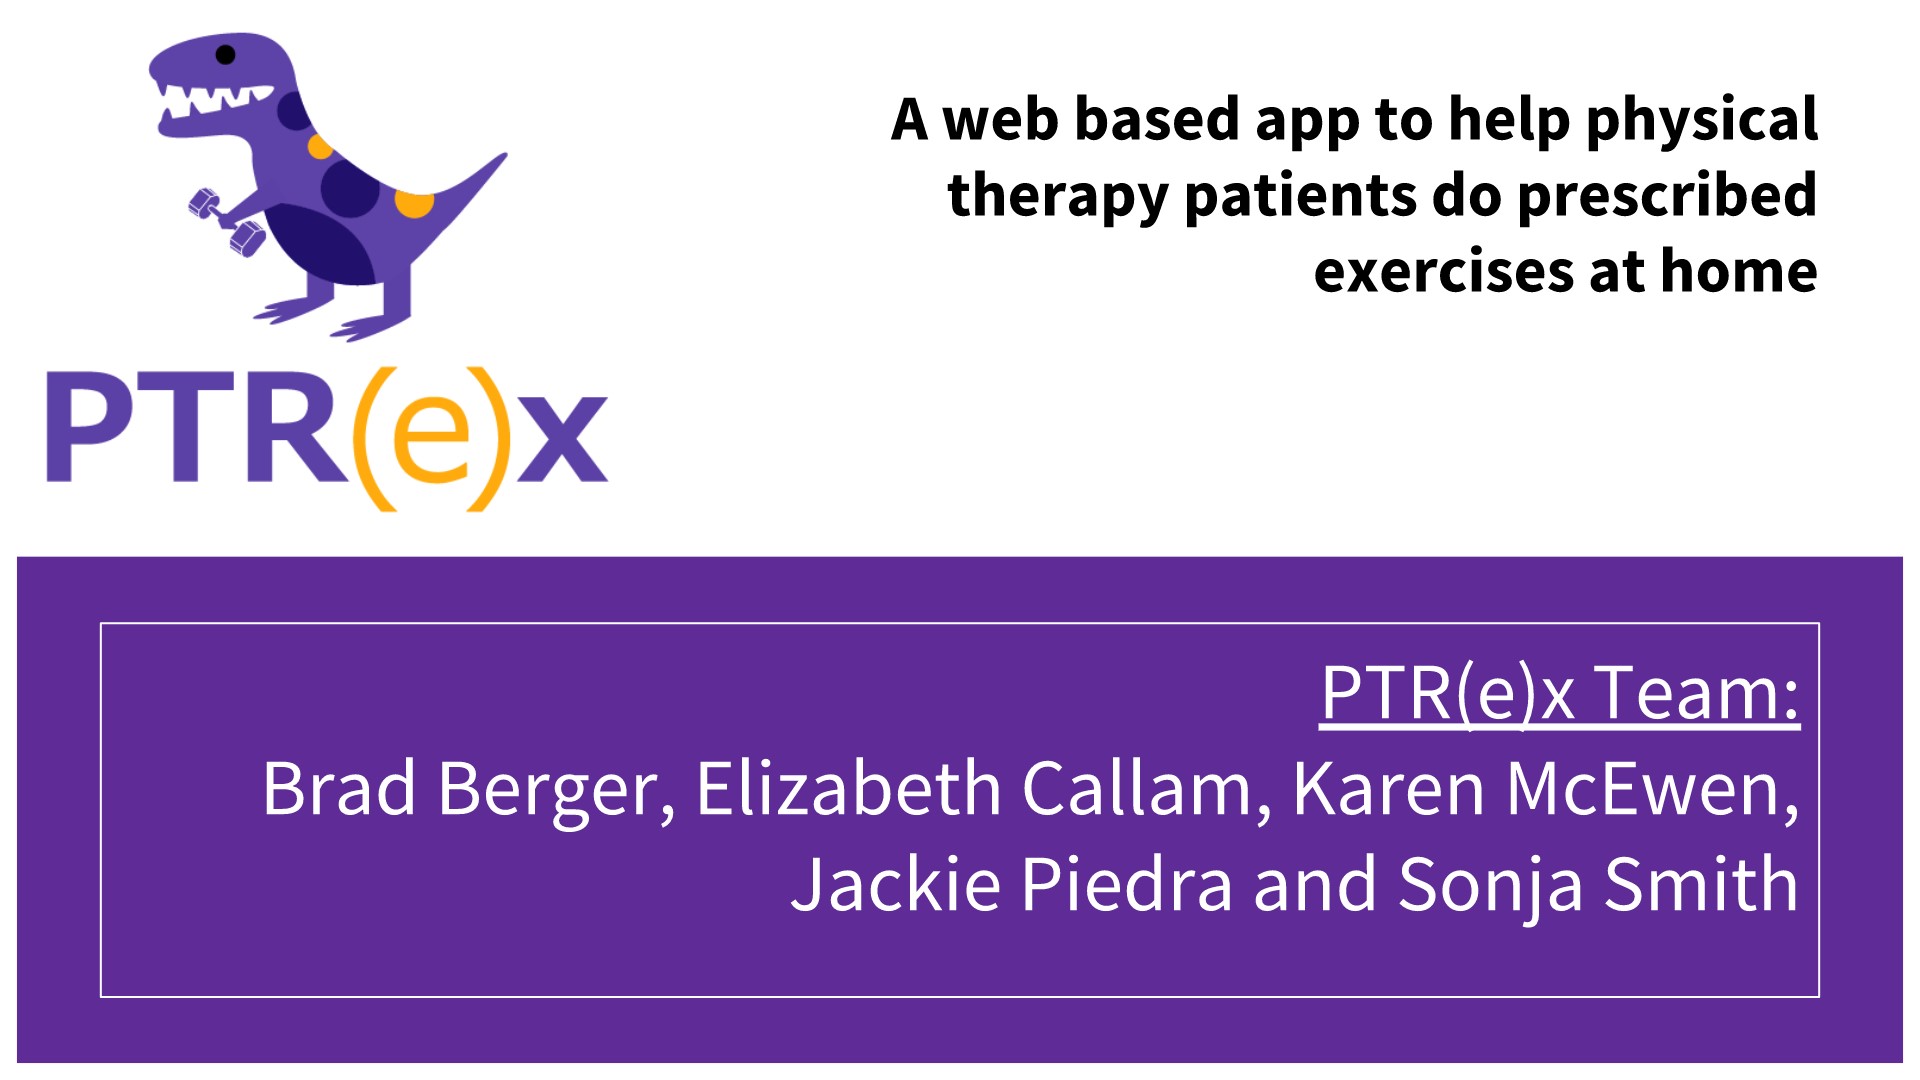 A web based app to help physical
therapy patients do prescribed
exercises at home
PTR(e)x
PTR(e)x Team:
Brad Berger, Elizabeth Callam, Karen McEwen,
Jackie Piedra and Sonja Smith